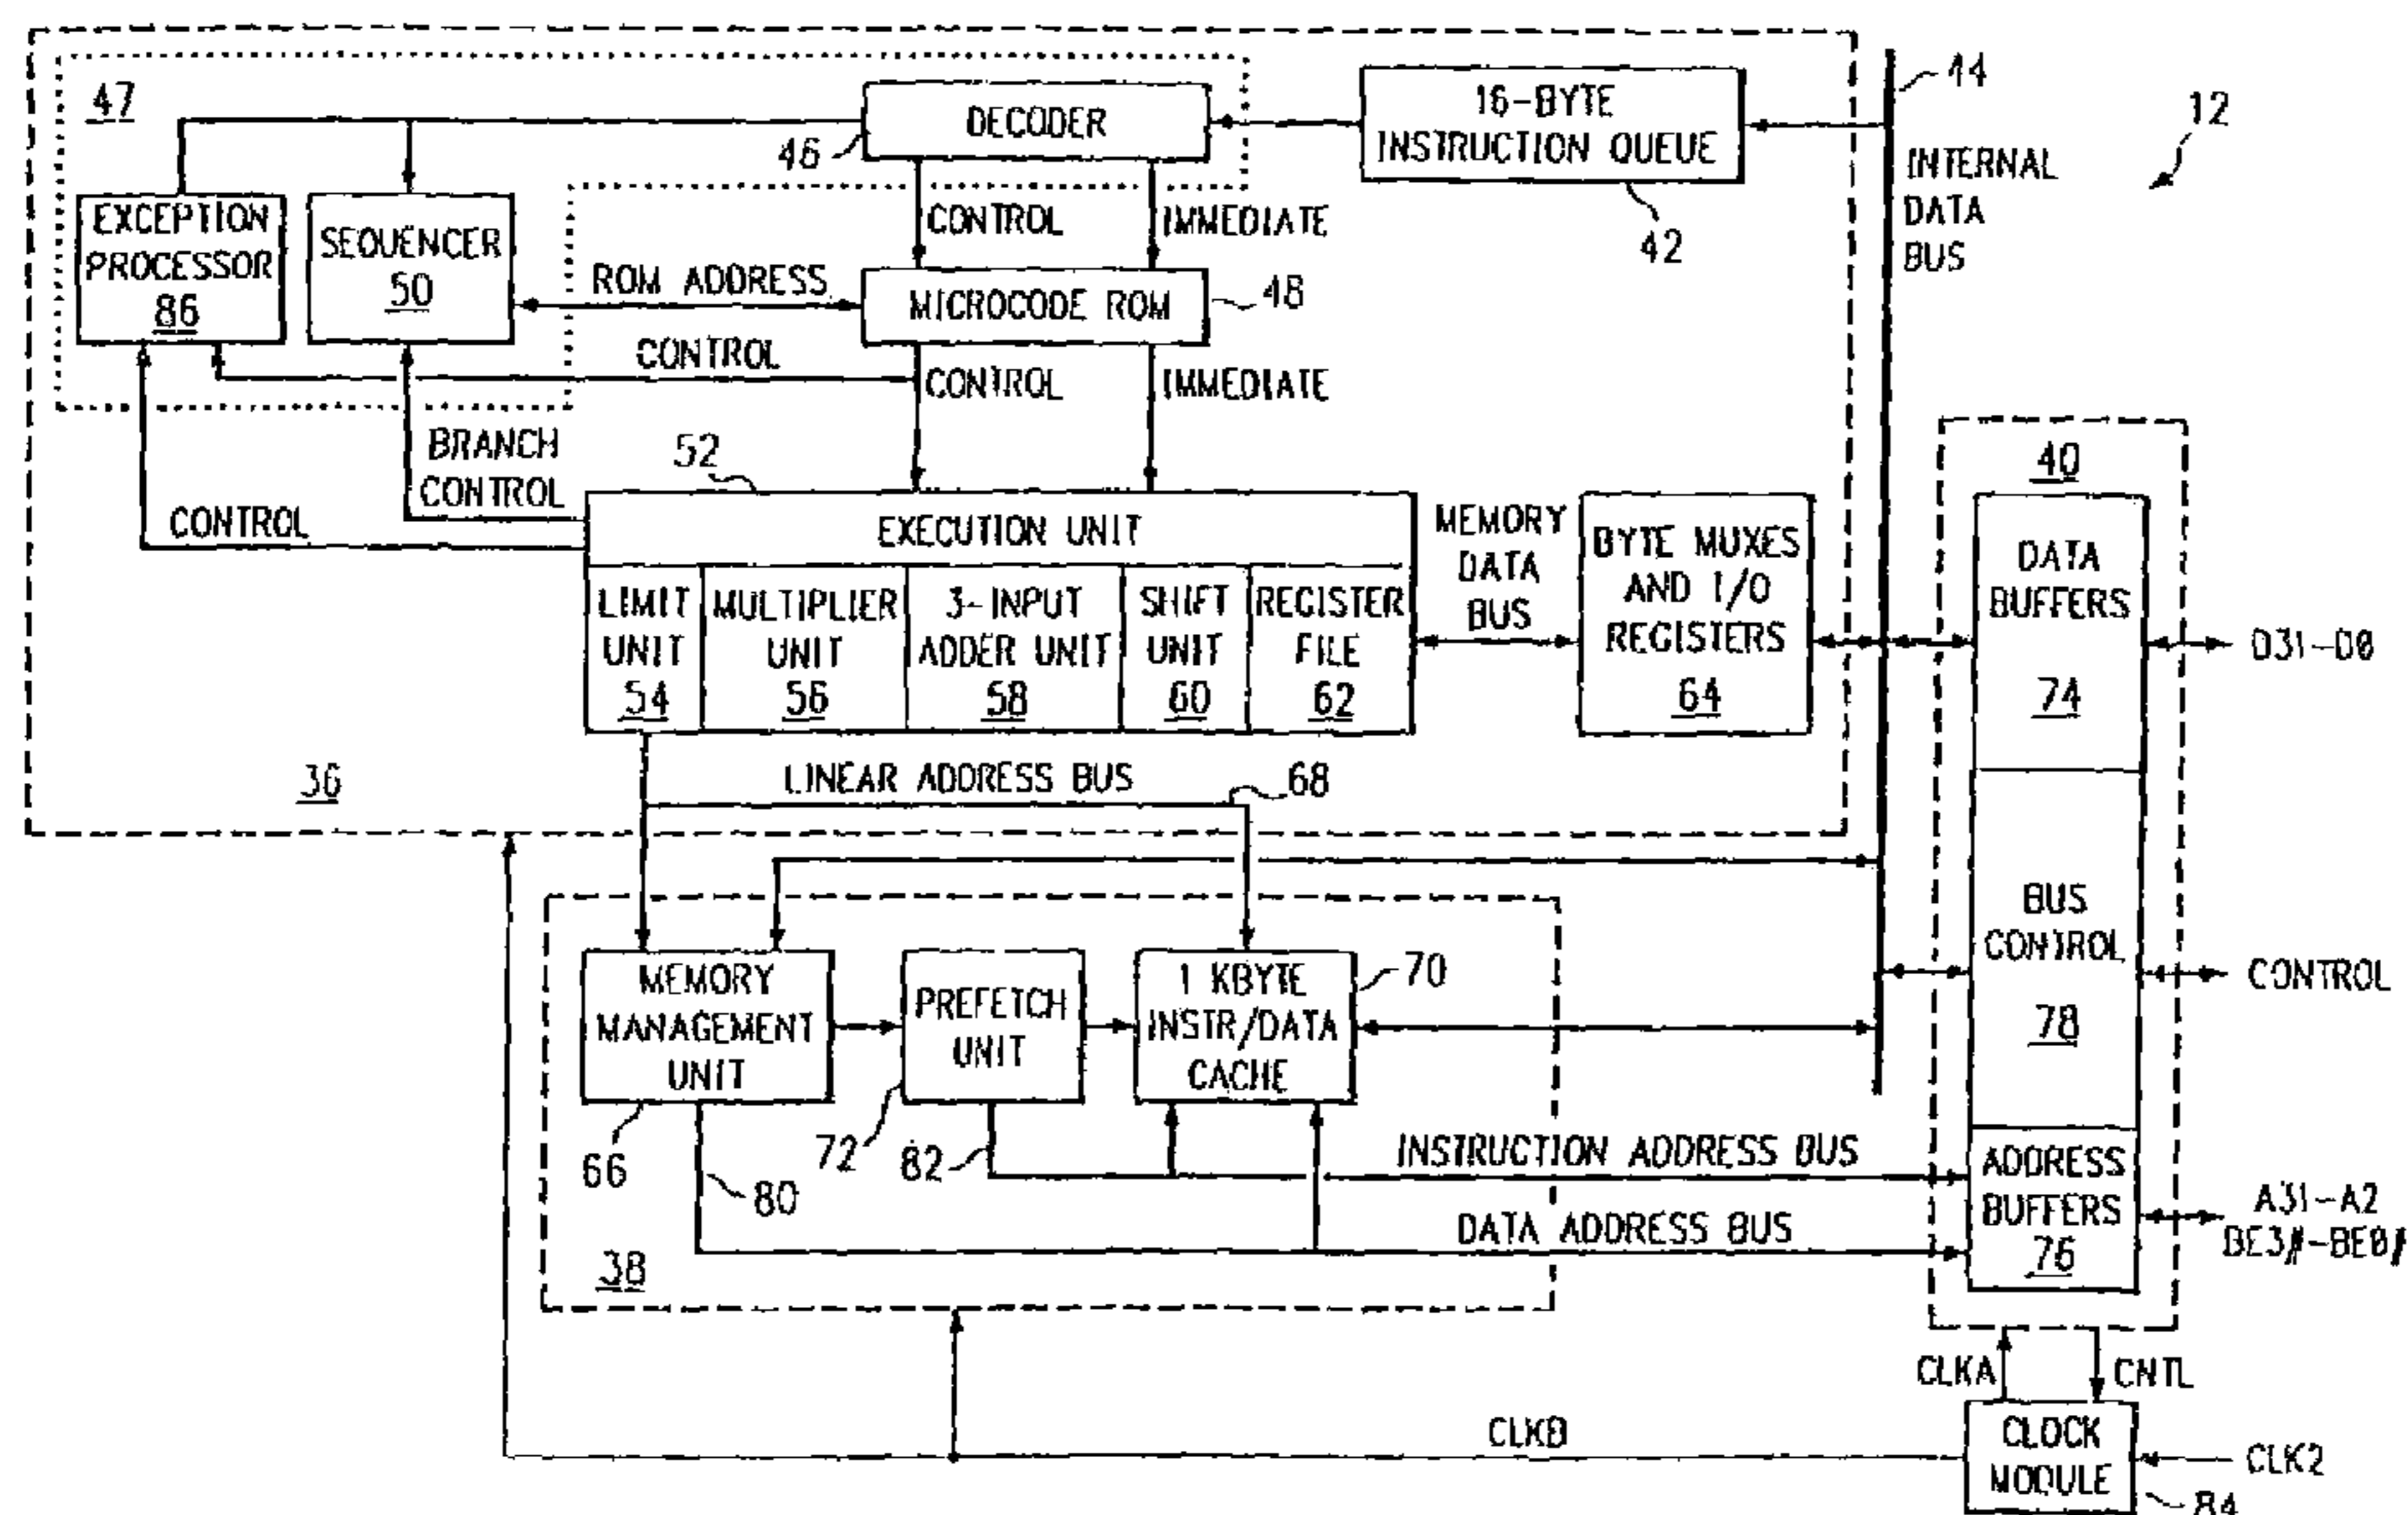 47
DECODER
46
16-BYTE
INSTRUCTION QUEUE
42
44
12
INTERNAL
DATA
BUS
EXCEPTION
PROCESSOR
86
SEQUENCER
50
CONTROL
IMMEDIATE
ROM ADDRESS
MICROCODE ROM
48
CONTROL
CONTROL
IMMEDIATE
BRANCH
CONTROL
CONTROL
52
EXECUTION UNIT
LIMIT
UNIT
54
MULTIPLIER
UNIT
56
3-INPUT
ADDER UNIT
58
SHIFT
UNIT
60
REGISTER
FILE
62
MEMORY
DATA
BUS
BYTE MUXES
AND I/O
REGISTERS
64
40
DATA
BUFFERS
74
D31-D0
36
LINEAR ADDRESS BUS
68
BUS
CONTROL
78
CONTROL
MEMORY
MANAGEMENT
UNIT
66
PREFETCH
UNIT
72
1 KBYTE
INSTR/DATA
CACHE
70
82
80
INSTRUCTION ADDRESS BUS
DATA ADDRESS BUS
ADDRESS
BUFFERS
76
A31-A2
BE3#-BE0#
38
CLKA
CNTL
CLKB
CLOCK
MODULE
CLK2
84